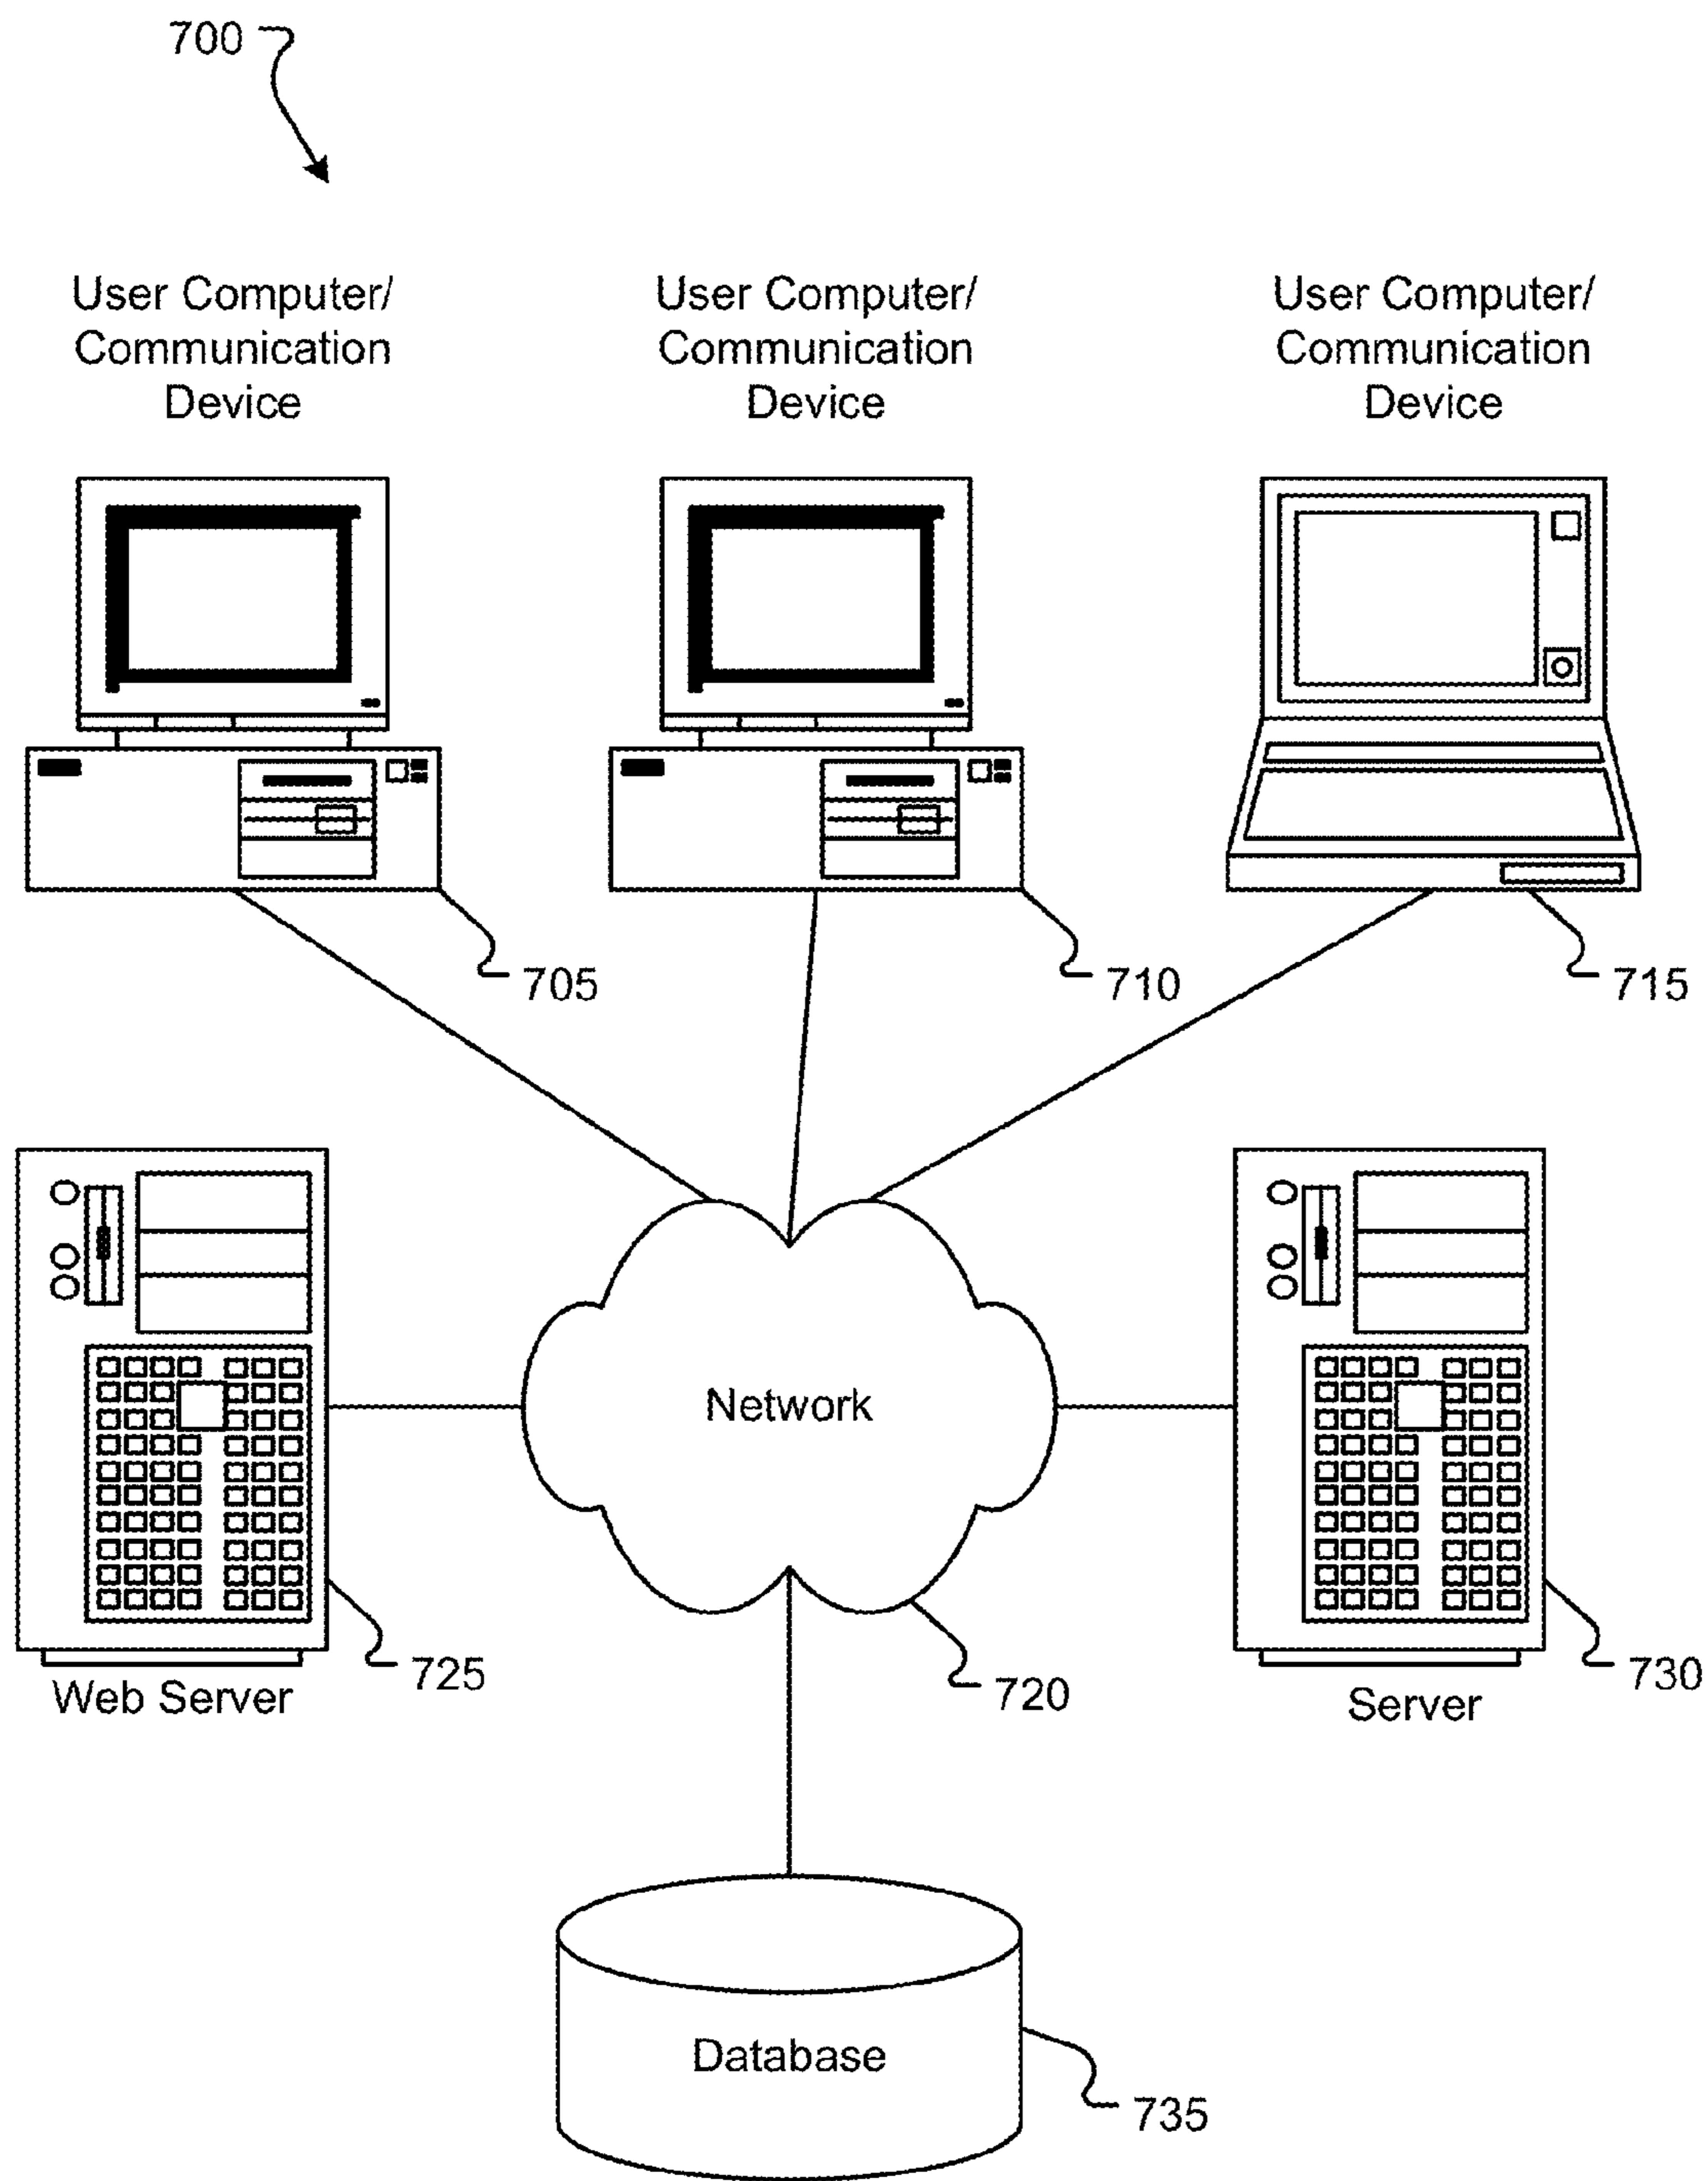 700
User Computer/
Communication
Device
User Computer/
Communication
Device
User Computer/
Communication
Device
705
710
715
Network
725
Web Server
720
730
Server
Database
735